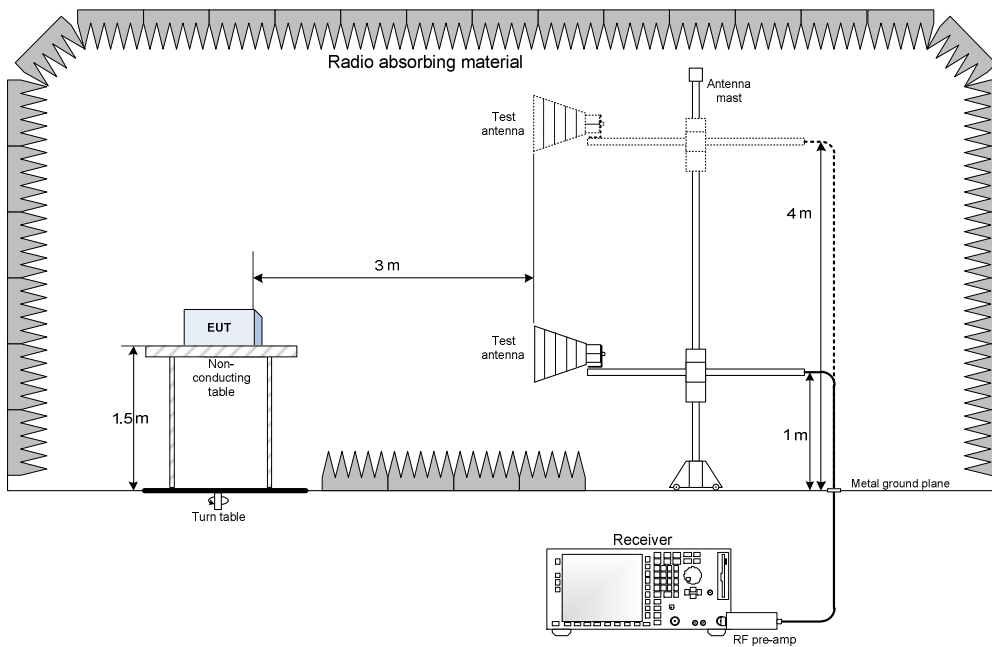 Radio absorbing material
Antenna
mast
Test
antenna
4 m
3 m
EUT
Test
antenna
Non-
conducting
table
1.5 m
1 m
Metal ground plane
Turn table
Receiver
RF pre-amp